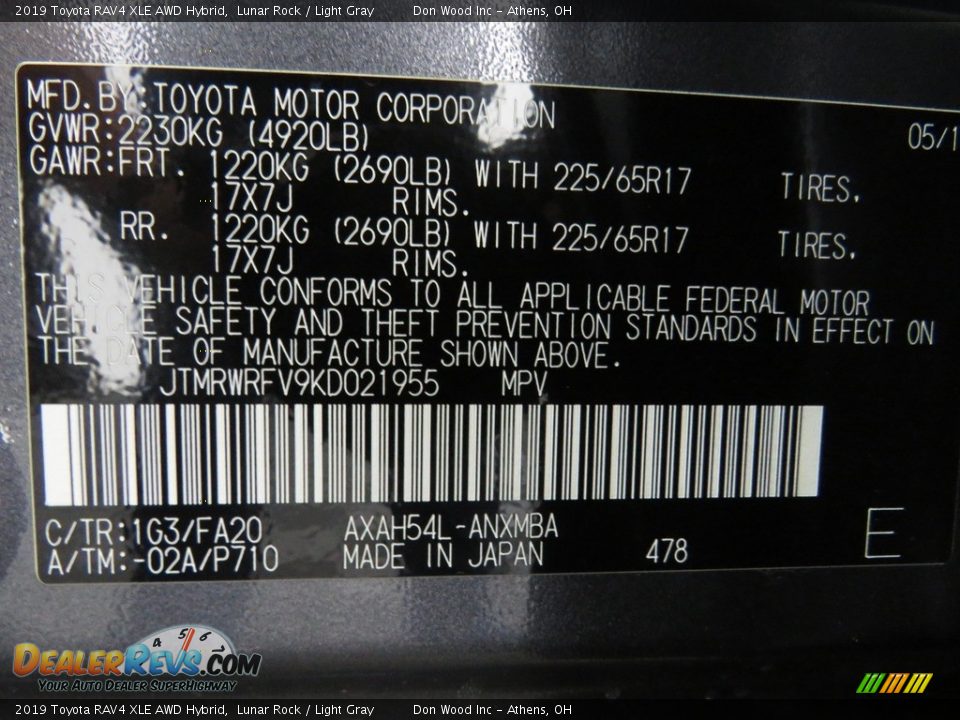 2019 Toyota RAV4 XLE AWD Hybrid, Lunar Rock / Light Gray Don Wood Inc - Athens, OH
MFD.BY:TOYOTA MOTOR CORPORATION
05/1
GVWR:2230KG (4920LB)
GAWR:FRT. 1220KG (2690LB) WITH 225/65R17 TIRES.
17X7J RIMS.
RR. 1220KG (2690LB) WITH 225/65R17 TIRES.
17X7J RIMS.
THIS VEHICLE CONFORMS TO ALL APPLICABLE FEDERAL MOTOR
VEHICLE SAFETY AND THEFT PREVENTION STANDARDS IN EFFECT ON
THE DATE OF MANUFACTURE SHOWN ABOVE.
JTMRWRFV9KD021955 MPV
C/TR:1G3/FA20 AXAH54L-ANXMBA
A/TM:-02A/P710 MADE IN JAPAN 478 E
4 5 6
DEALERREVS.COM
YOUR AUTO DEALER SUPERHIGHWAY
2019 Toyota RAV4 XLE AWD Hybrid, Lunar Rock / Light Gray Don Wood Inc - Athens, OH